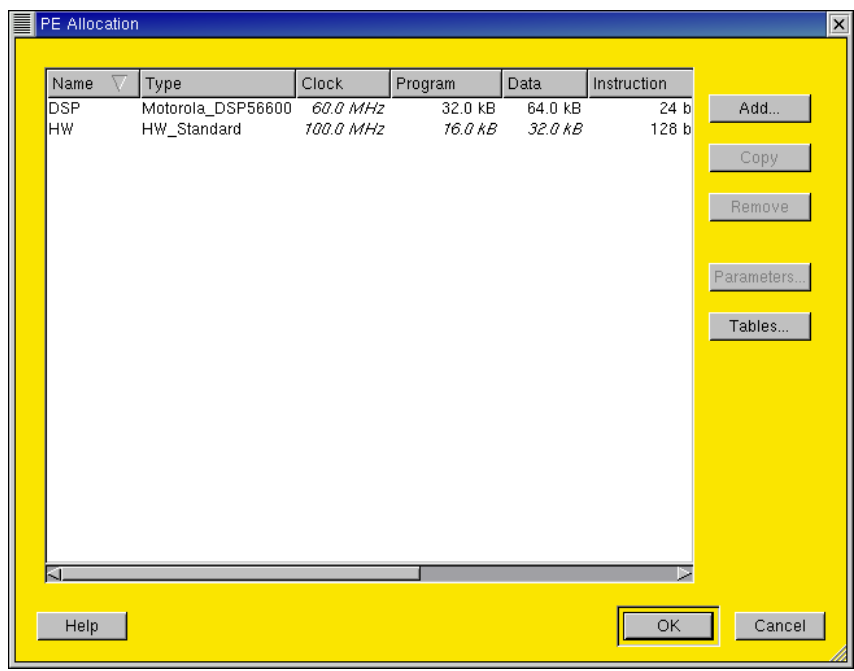 PE Allocation
Name Type Clock Program Data Instruction
DSP Motorola_DSP56600 60.0 MHz 32.0 kB 64.0 kB 24 b
HW HW_Standard 100.0 MHz 16.0 kB 32.0 kB 128 b
Add...
Copy
Remove
Parameters...
Tables...
Help OK Cancel